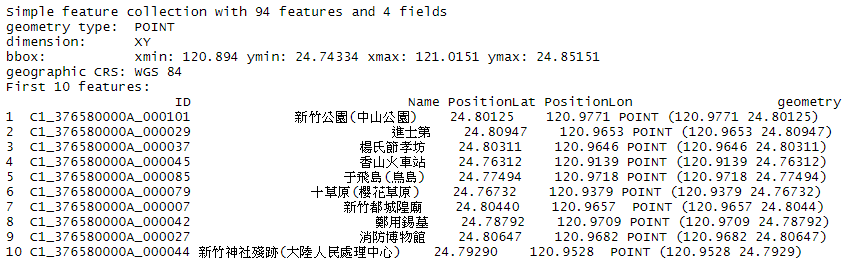 Simple feature collection with 94 features and 4 fields
geometry type:  POINT
dimension:      XY
bbox:           xmin: 120.894 ymin: 24.74334 xmax: 121.0151 ymax: 24.85151
geographic CRS: WGS 84
First 10 features:
ID Name PositionLat PositionLon geometry
1 C1_376580000A_000101 新竹公園(中山公園) 24.80125 120.9771 POINT (120.9771 24.80125)
2 C1_376580000A_000029 進士第 24.80947 120.9653 POINT (120.9653 24.80947)
3 C1_376580000A_000037 楊氏節孝坊 24.80311 120.9646 POINT (120.9646 24.80311)
4 C1_376580000A_000045 香山火車站 24.76312 120.9139 POINT (120.9139 24.76312)
5 C1_376580000A_000085 于飛島(鳥島) 24.77494 120.9718 POINT (120.9718 24.77494)
6 C1_376580000A_000079 十草原(櫻花草原) 24.76732 120.9379 POINT (120.9379 24.76732)
7 C1_376580000A_000007 新竹都城隍廟 24.80440 120.9657 POINT (120.9657 24.8044)
8 C1_376580000A_000042 鄭用錫墓 24.78792 120.9709 POINT (120.9709 24.78792)
9 C1_376580000A_000027 消防博物館 24.80647 120.9682 POINT (120.9682 24.80647)
10 C1_376580000A_000044 新竹神社殘跡(大陸人民處理中心) 24.79290 120.9528 POINT (120.9528 24.7929)